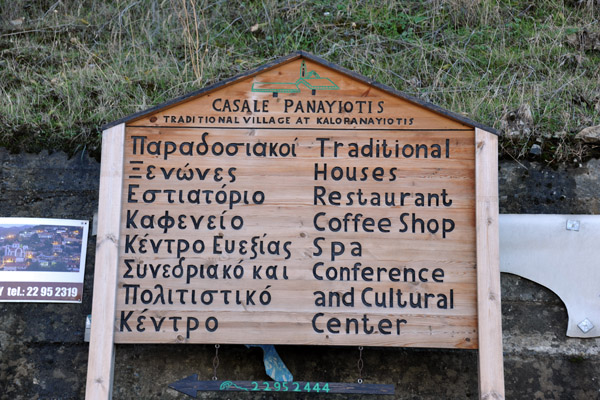 CASALE PANAYIOTIS
TRADITIONAL VILLAGE AT KALOPANAYIOTIS
Παραδοσιακοί Traditional
Ξενώνες Houses
Εστιατόριο Restaurant
Καφενείο Coffee Shop
Κέντρο Ευεξίας Spa
Συνεδριακό και Conference
Πολιτιστικό and Cultural
Κέντρο Center
22952444
Y tel.: 22 95 2319